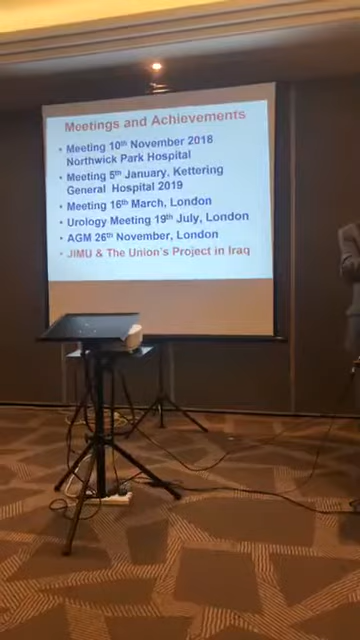 Meetings and Achievements
• Meeting 10th November 2018
Northwick Park Hospital
• Meeting 5th January, Kettering
General Hospital 2019
• Meeting 16th March, London
• Urology Meeting 19th July, London
• AGM 26th November, London
• JIMU & The Union's Project in Iraq